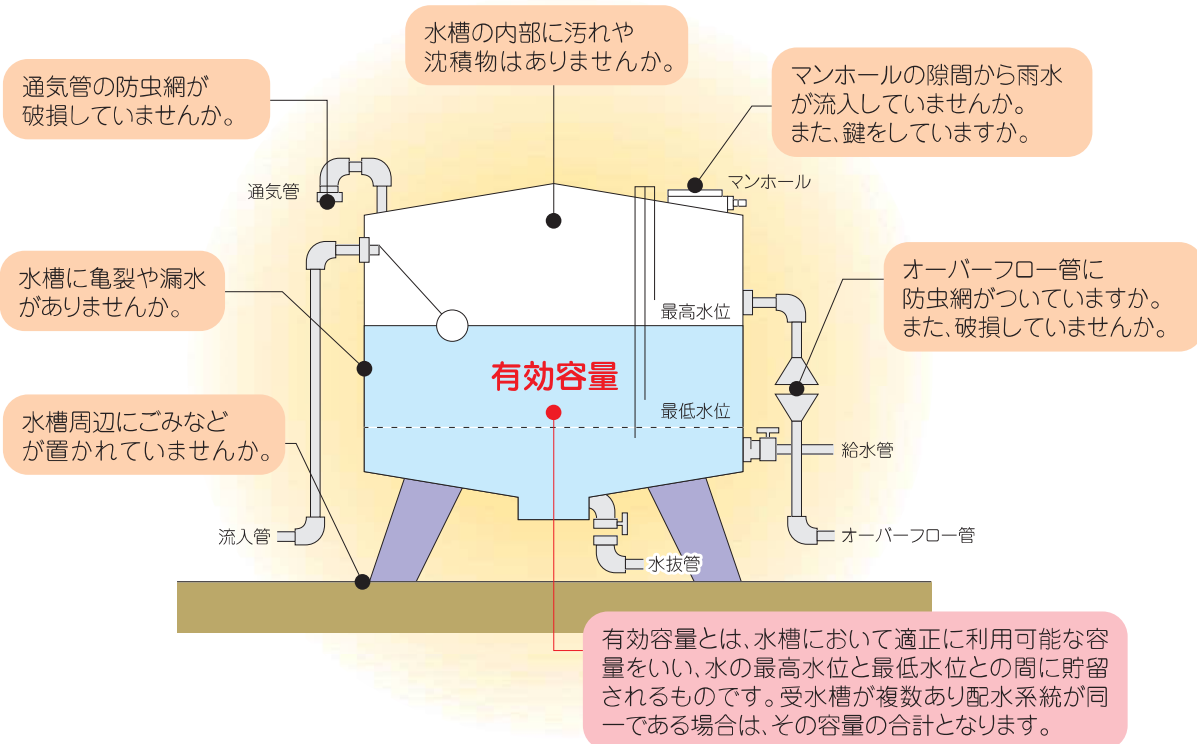 水槽の内部に汚れや
沈積物はありませんか。
通気管の防虫網が
破損していませんか。
マンホールの隙間から雨水
が流入していませんか。
また、鍵をしていますか。
通気管
マンホール
水槽に亀裂や漏水
がありませんか。
オーバーフロー管に
防虫網がついていますか。
また、破損していませんか。
最高水位
有効容量
最低水位
水槽周辺にごみなど
が置かれていませんか。
給水管
流入管
オーバーフロー管
水抜管
有効容量とは、水槽において適正に利用可能な容
量をいい、水の最高水位と最低水位との間に貯留
されるものです。受水槽が複数あり配水系統が同
一である場合は、その容量の合計となります。